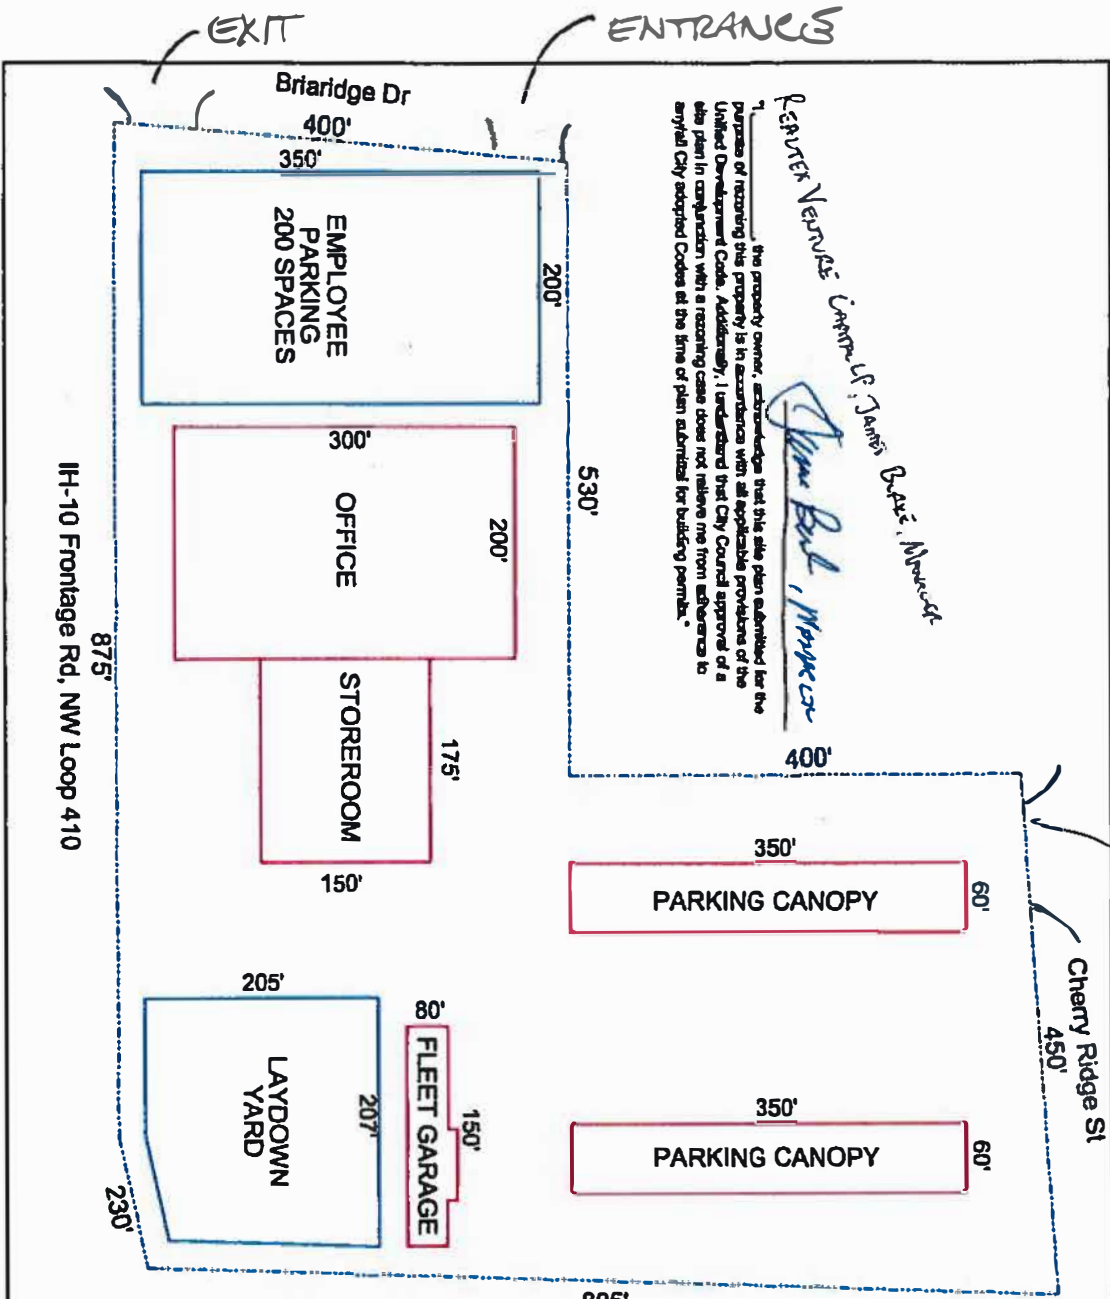 EXIT
ENTRANCE
Briaridge Dr
400'
350'
EMPLOYEE
PARKING
200 SPACES
200'
530'
300'
OFFICE
200'
STOREROOM
175'
150'
875'
IH-10 Frontage Rd, NW Loop 410
REALTEX VENTURE CAPITAL LP, JAMES
MANAGER
"I, ________, the property owner, acknowledge that this site plan submitted for the
purpose of rezoning this property is in accordance with all applicable provisions of the
Unified Development Code. Additionally, I understand that City Council approval of a
site plan in conjunction with a rezoning case does not relieve me from adherence to
any/all City adopted Codes at the time of plan submittal for building permits."
400'
350'
PARKING CANOPY
60'
Cherry Ridge St
450'
205'
LAYDOWN
YARD
207'
80'
FLEET GARAGE
150'
350'
PARKING CANOPY
60'
230'